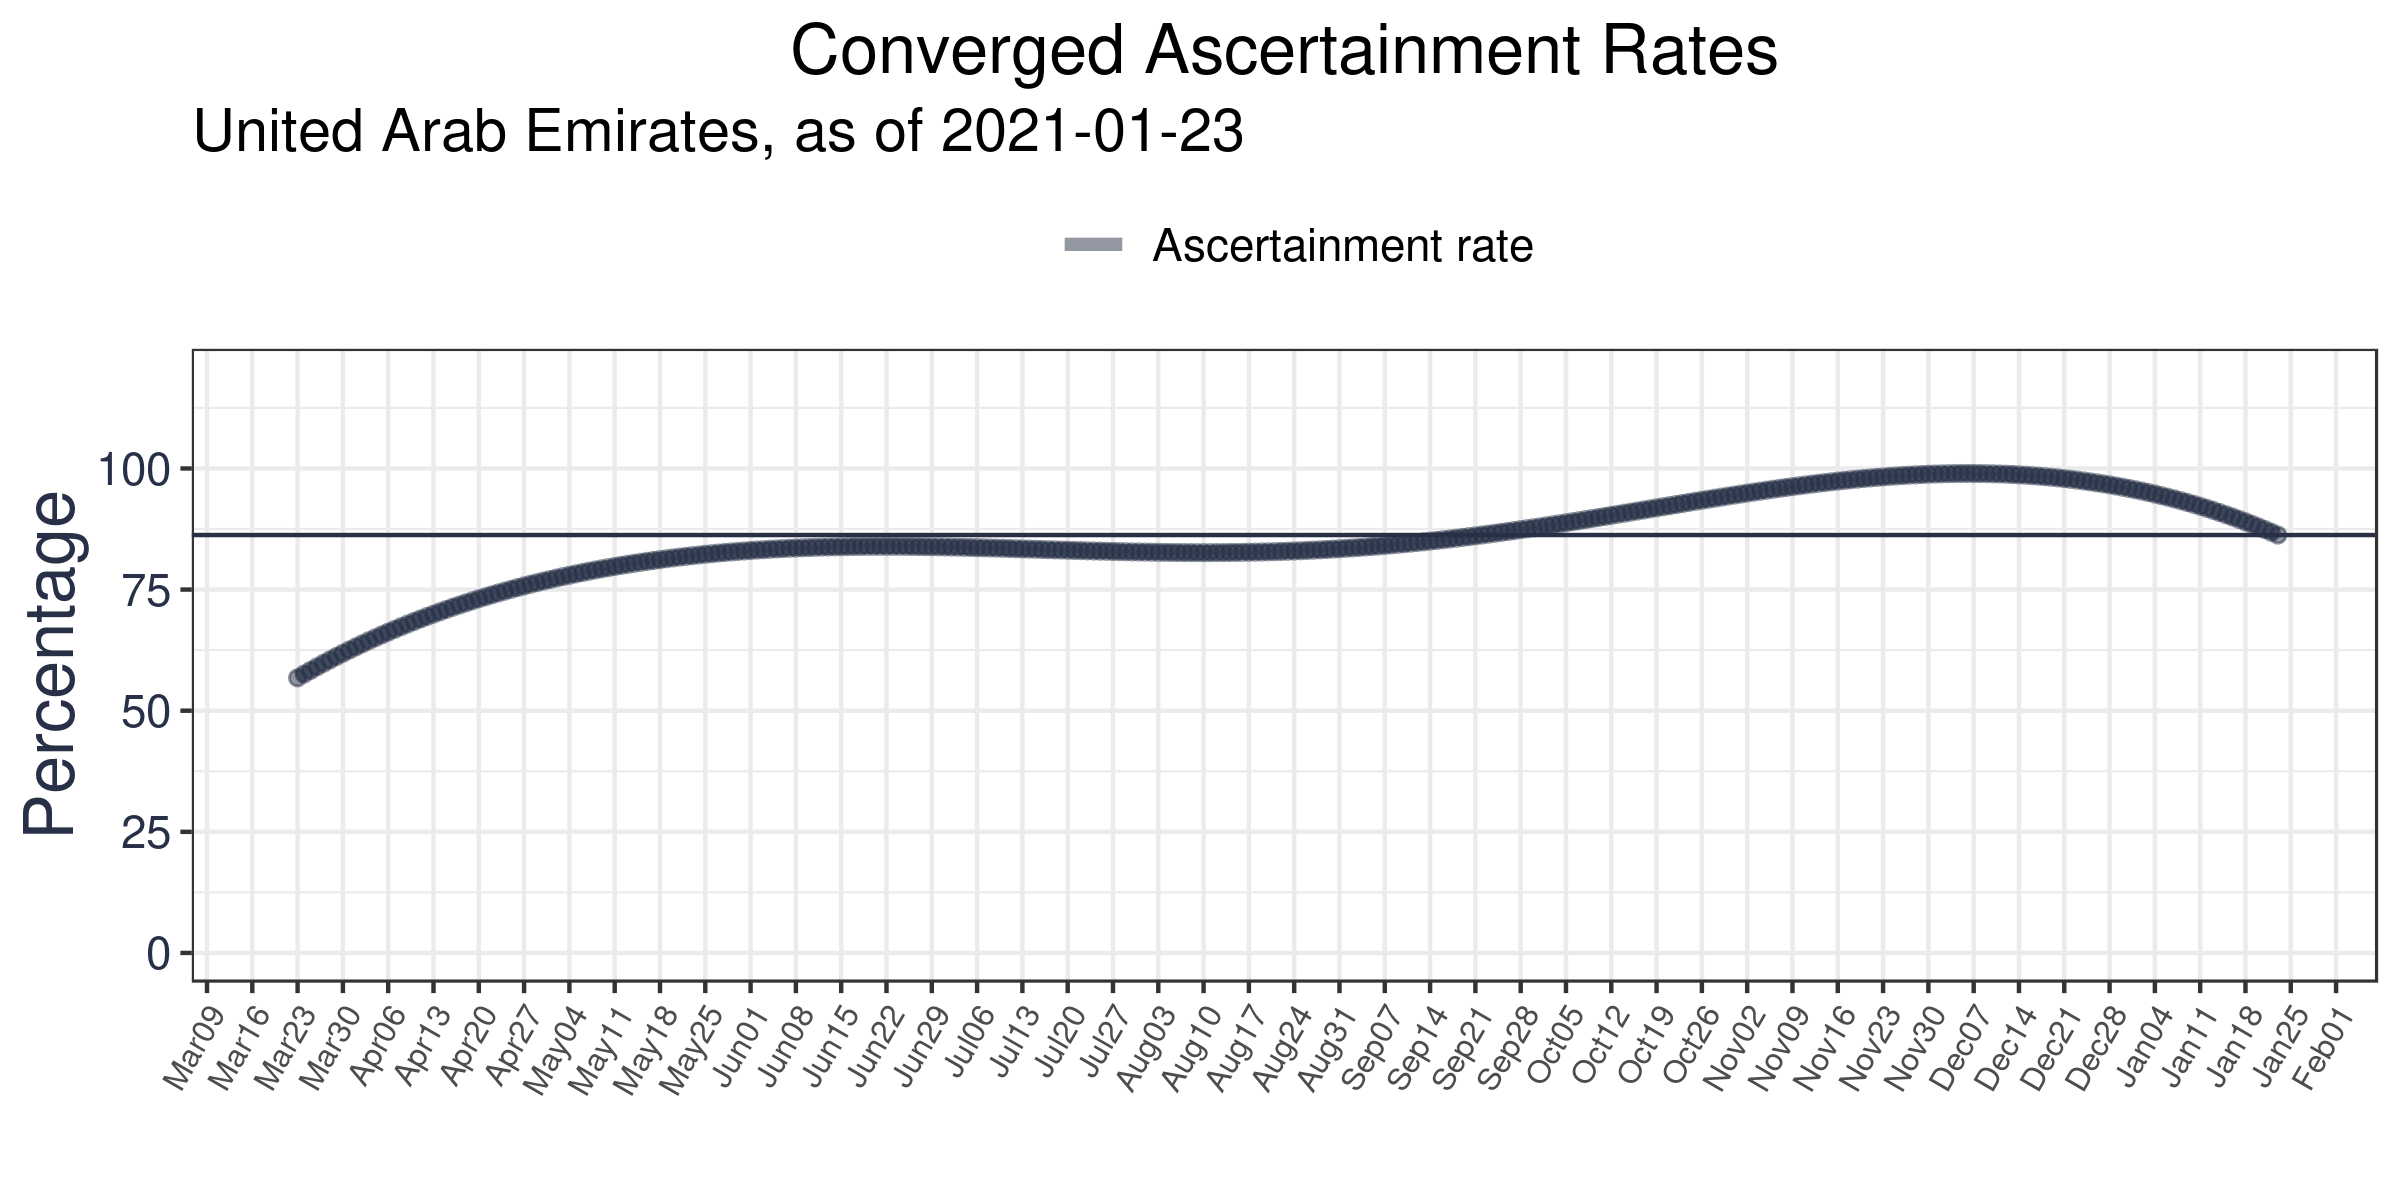 Converged Ascertainment Rates
United Arab Emirates, as of 2021-01-23
Ascertainment rate
Percentage
100
75
50
25
0
Mar09
Mar16
Mar23
Mar30
Apr06
Apr13
Apr20
Apr27
May04
May11
May18
May25
Jun01
Jun08
Jun15
Jun22
Jun29
Jul06
Jul13
Jul20
Jul27
Aug03
Aug10
Aug17
Aug24
Aug31
Sep07
Sep14
Sep21
Sep28
Oct05
Oct12
Oct19
Oct26
Nov02
Nov09
Nov16
Nov23
Nov30
Dec07
Dec14
Dec21
Dec28
Jan04
Jan11
Jan18
Jan25
Feb01